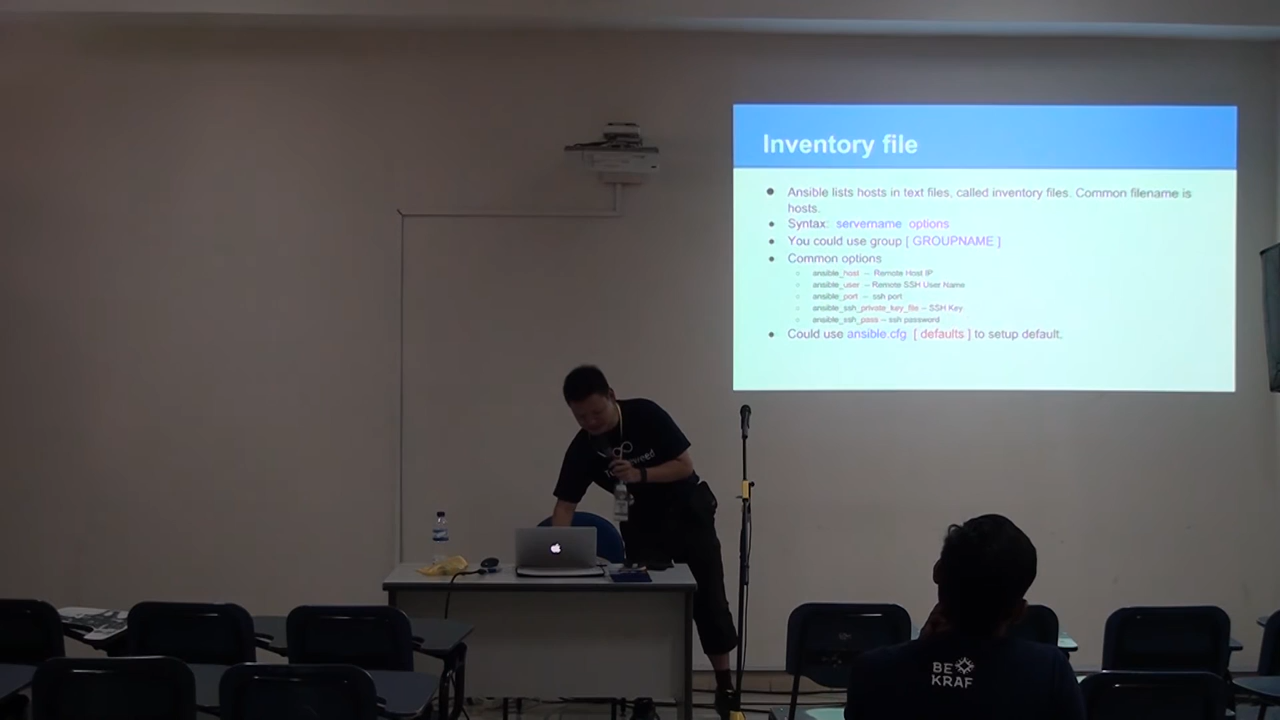 Inventory file
Ansible lists hosts in text files, called inventory files. Common filename is
hosts.
Syntax: servername options
You could use group [ GROUPNAME ]
Common options
ansible_host – Remote Host IP
ansible_user – Remote SSH User Name
ansible_port – ssh port
ansible_ssh_private_key_file – SSH Key
ansible_ssh_pass – ssh password
Could use ansible.cfg [ defaults ] to setup default.
BE
KRAF